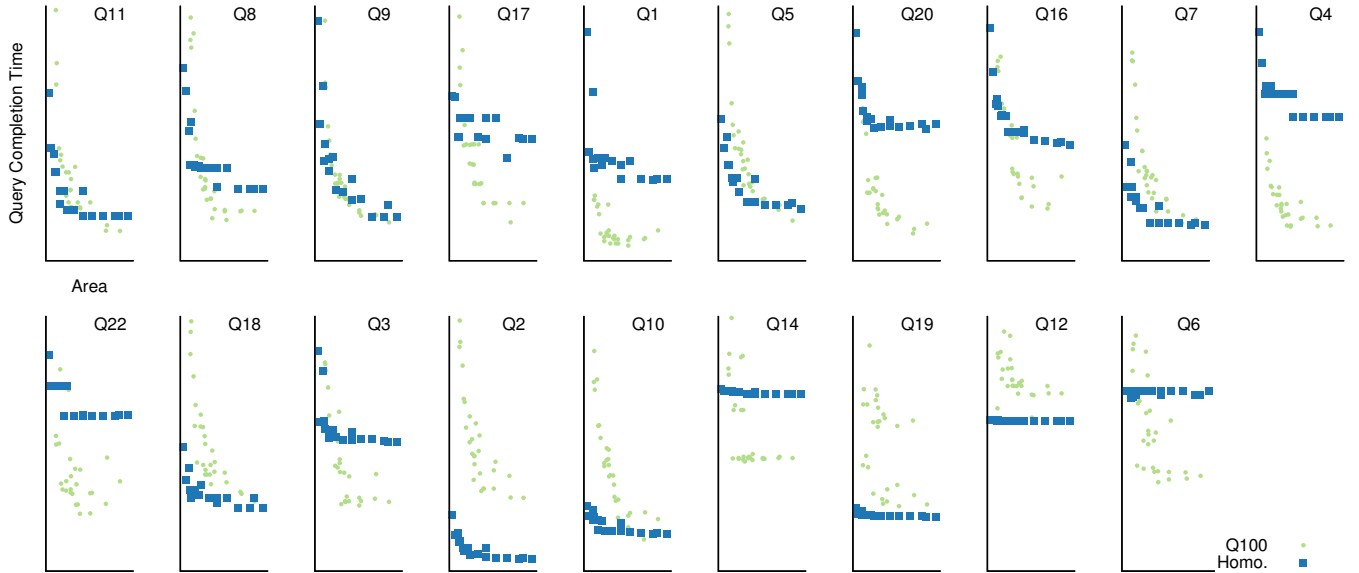 Q11 Q8 Q9 Q17 Q1 Q5 Q20 Q16 Q7 Q4
Query Completion Time
Area
Q22 Q18 Q3 Q2 Q10 Q14 Q19 Q12 Q6
Q100
Homo.